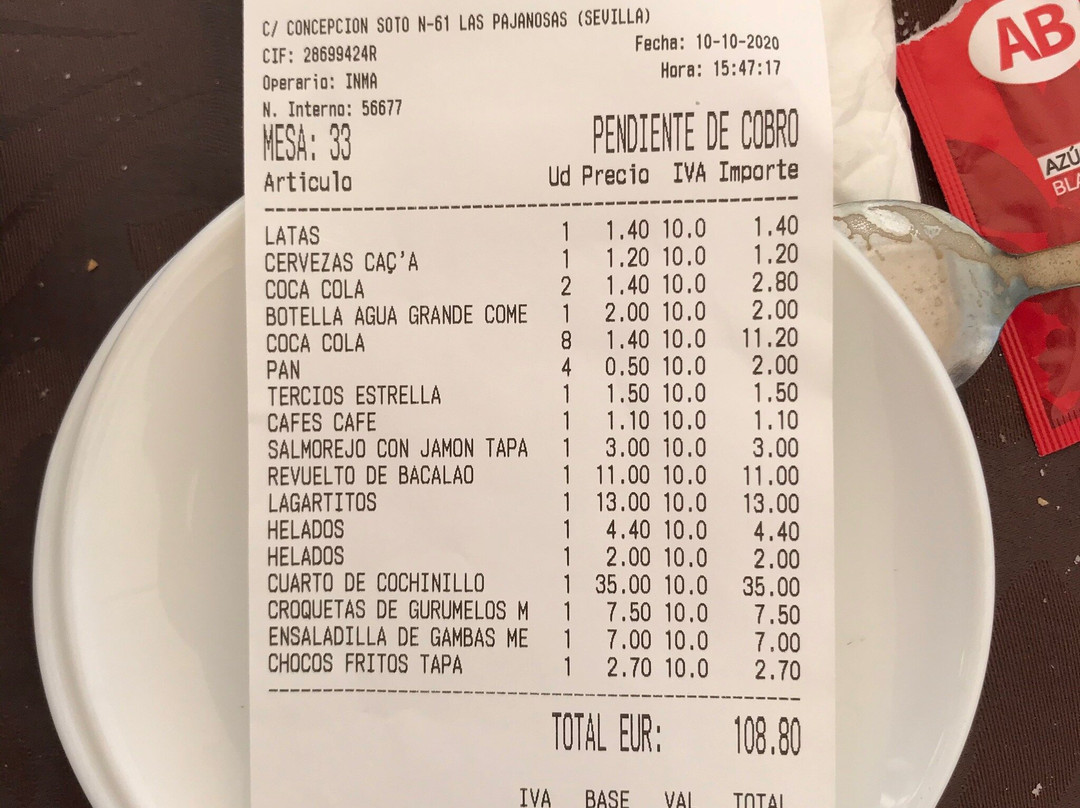 C/ CONCEPCION SOTO N-61 LAS PAJANOSAS (SEVILLA)
CIF: 28699424R Fecha: 10-10-2020
Operario: INMA Hora: 15:47:17
N. Interno: 56677
MESA: 33 PENDIENTE DE COBRO
Articulo Ud Precio IVA Importe
LATAS 1 1.40 10.0 1.40
CERVEZAS CAÇ'A 1 1.20 10.0 1.20
COCA COLA 2 1.40 10.0 2.80
BOTELLA AGUA GRANDE COME 1 2.00 10.0 2.00
COCA COLA 8 1.40 10.0 11.20
PAN 4 0.50 10.0 2.00
TERCIOS ESTRELLA 1 1.50 10.0 1.50
CAFES CAFE 1 1.10 10.0 1.10
SALMOREJO CON JAMON TAPA 1 3.00 10.0 3.00
REVUELTO DE BACALAO 1 11.00 10.0 11.00
LAGARTITOS 1 13.00 10.0 13.00
HELADOS 1 4.40 10.0 4.40
HELADOS 1 2.00 10.0 2.00
CUARTO DE COCHINILLO 1 35.00 10.0 35.00
CROQUETAS DE GURUMELOS M 1 7.50 10.0 7.50
ENSALADILLA DE GAMBAS ME 1 7.00 10.0 7.00
CHOCOS FRITOS TAPA 1 2.70 10.0 2.70
TOTAL EUR: 108.80
IVA BASE VAL TOTAL
AB
AZÚ
BLA